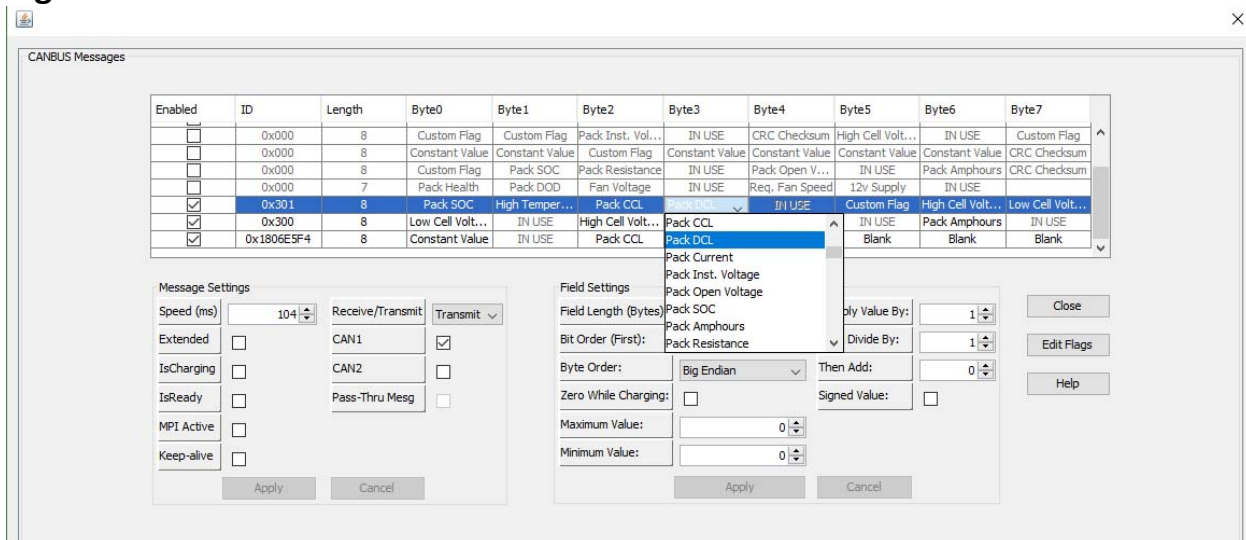 CANBUS Messages
Enabled ID Length Byte0 Byte1 Byte2 Byte3 Byte4 Byte5 Byte6 Byte7
0x000 8 Custom Flag Custom Flag Pack Inst. Vol... IN USE CRC Checksum High Cell Volt... IN USE Custom Flag
0x000 8 Constant Value Constant Value Custom Flag Constant Value Constant Value Constant Value Constant Value CRC Checksum
0x000 8 Custom Flag Pack SOC Pack Resistance IN USE Pack Open V... IN USE Pack Amphours CRC Checksum
0x000 7 Pack Health Pack DOD Fan Voltage IN USE Req. Fan Speed 12v Supply IN USE
0x301 8 Pack SOC High Temper... Pack CCL Pack DCL IN USE Custom Flag High Cell Volt... Low Cell Volt...
0x300 8 Low Cell Volt... IN USE High Cell Volt... IN USE Pack Amphours IN USE
0x1806E5F4 8 Constant Value IN USE Pack CCL Blank Blank Blank
Pack CCL
Pack DCL
Pack Current
Pack Inst. Voltage
Pack Open Voltage
Pack SOC
Pack Amphours
Pack Resistance
Message Settings
Speed (ms) 104 Receive/Transmit Transmit
Extended CAN1
IsCharging CAN2
IsReady Pass-Thru Mesg
MPI Active
Keep-alive
Apply Cancel
Field Settings
Field Length (Bytes) ply Value By: 1
Bit Order (First): Divide By: 1
Byte Order: Big Endian Then Add: 0
Zero While Charging: Signed Value:
Maximum Value: 0
Minimum Value: 0
Apply Cancel
Close
Edit Flags
Help